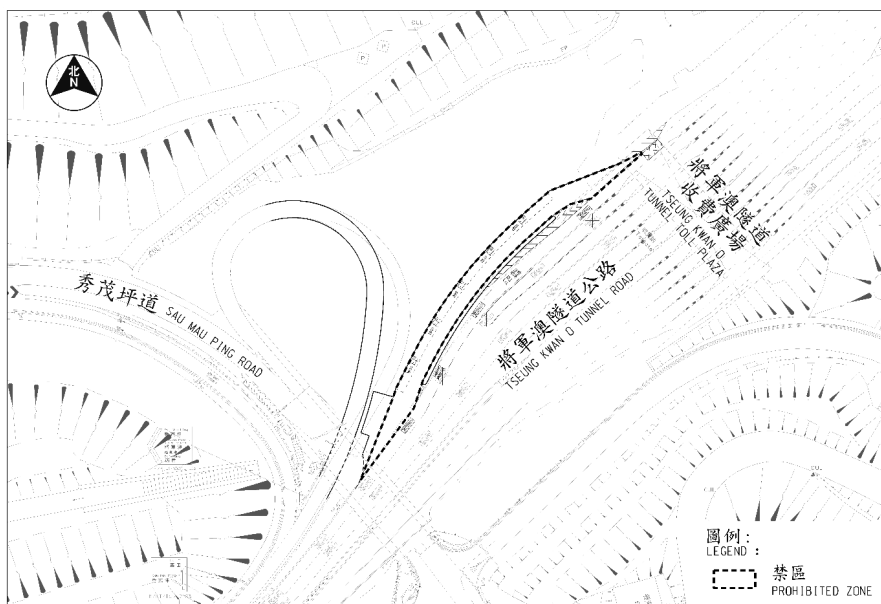 北
N
將軍澳隧道
收費廣場
TSEUNG KWAN O
TUNNEL TOLL PLAZA
秀茂坪道 SAU MAU PING ROAD
將軍澳隧道公路
TSEUNG KWAN O TUNNEL ROAD
圖例：
LEGEND :
禁區
PROHIBITED ZONE